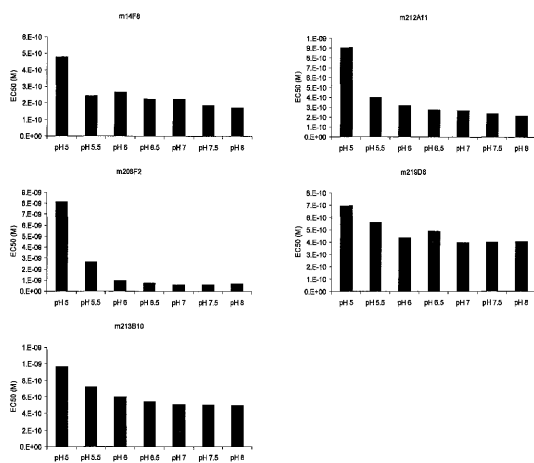 m14F8
EC50 (M)
6.E-10
5.E-10
4.E-10
3.E-10
2.E-10
1.E-10
0.E+00
pH 5 pH 5.5 pH 6 pH 6.5 pH 7 pH 7.5 pH 8
m212A11
EC50 (M)
1.E-09
9.E-10
8.E-10
7.E-10
6.E-10
5.E-10
4.E-10
3.E-10
2.E-10
1.E-10
0.E+00
pH 5 pH 5.5 pH 6 pH 6.5 pH 7 pH 7.5 pH 8
m206F2
EC50 (M)
9.E-09
8.E-09
7.E-09
6.E-09
5.E-09
4.E-09
3.E-09
2.E-09
1.E-09
0.E+00
pH 5 pH 5.5 pH 6 pH 6.5 pH 7 pH 7.5 pH 8
m219D8
EC50 (M)
8.E-10
7.E-10
6.E-10
5.E-10
4.E-10
3.E-10
2.E-10
1.E-10
0.E+00
pH 5 pH 5.5 pH 6 pH 6.5 pH 7 pH 7.5 pH 8
m213B10
EC50 (M)
1.E-09
1.E-09
8.E-10
6.E-10
4.E-10
2.E-10
0.E+00
pH 5 pH 5.5 pH 6 pH 6.5 pH 7 pH 7.5 pH 8